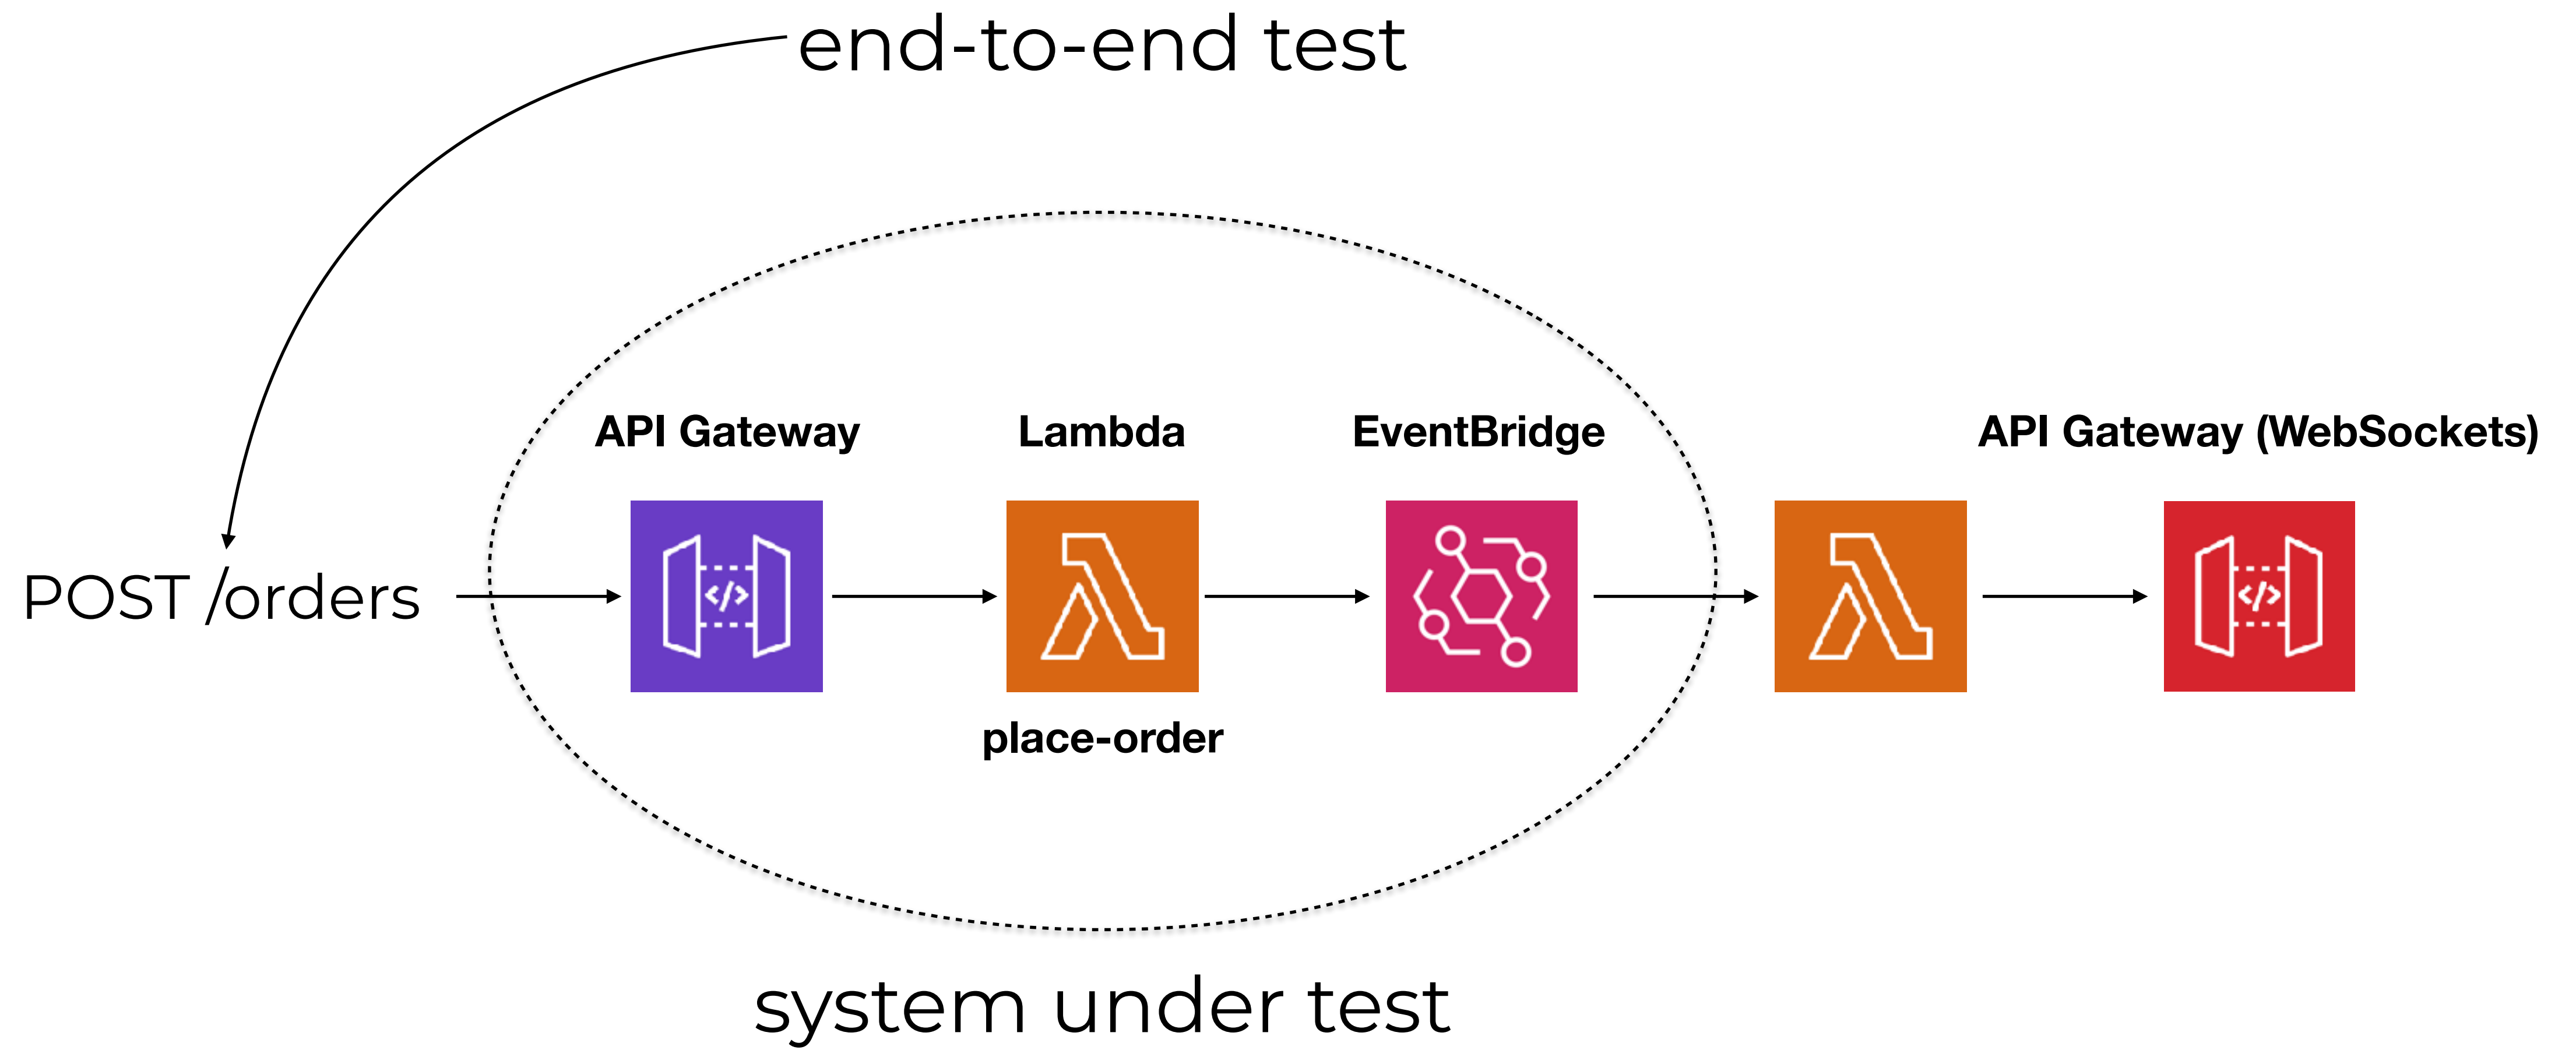 end-to-end test
API Gateway
Lambda
EventBridge
API Gateway (WebSockets)
POST /orders
</>
</>
place-order
system under test